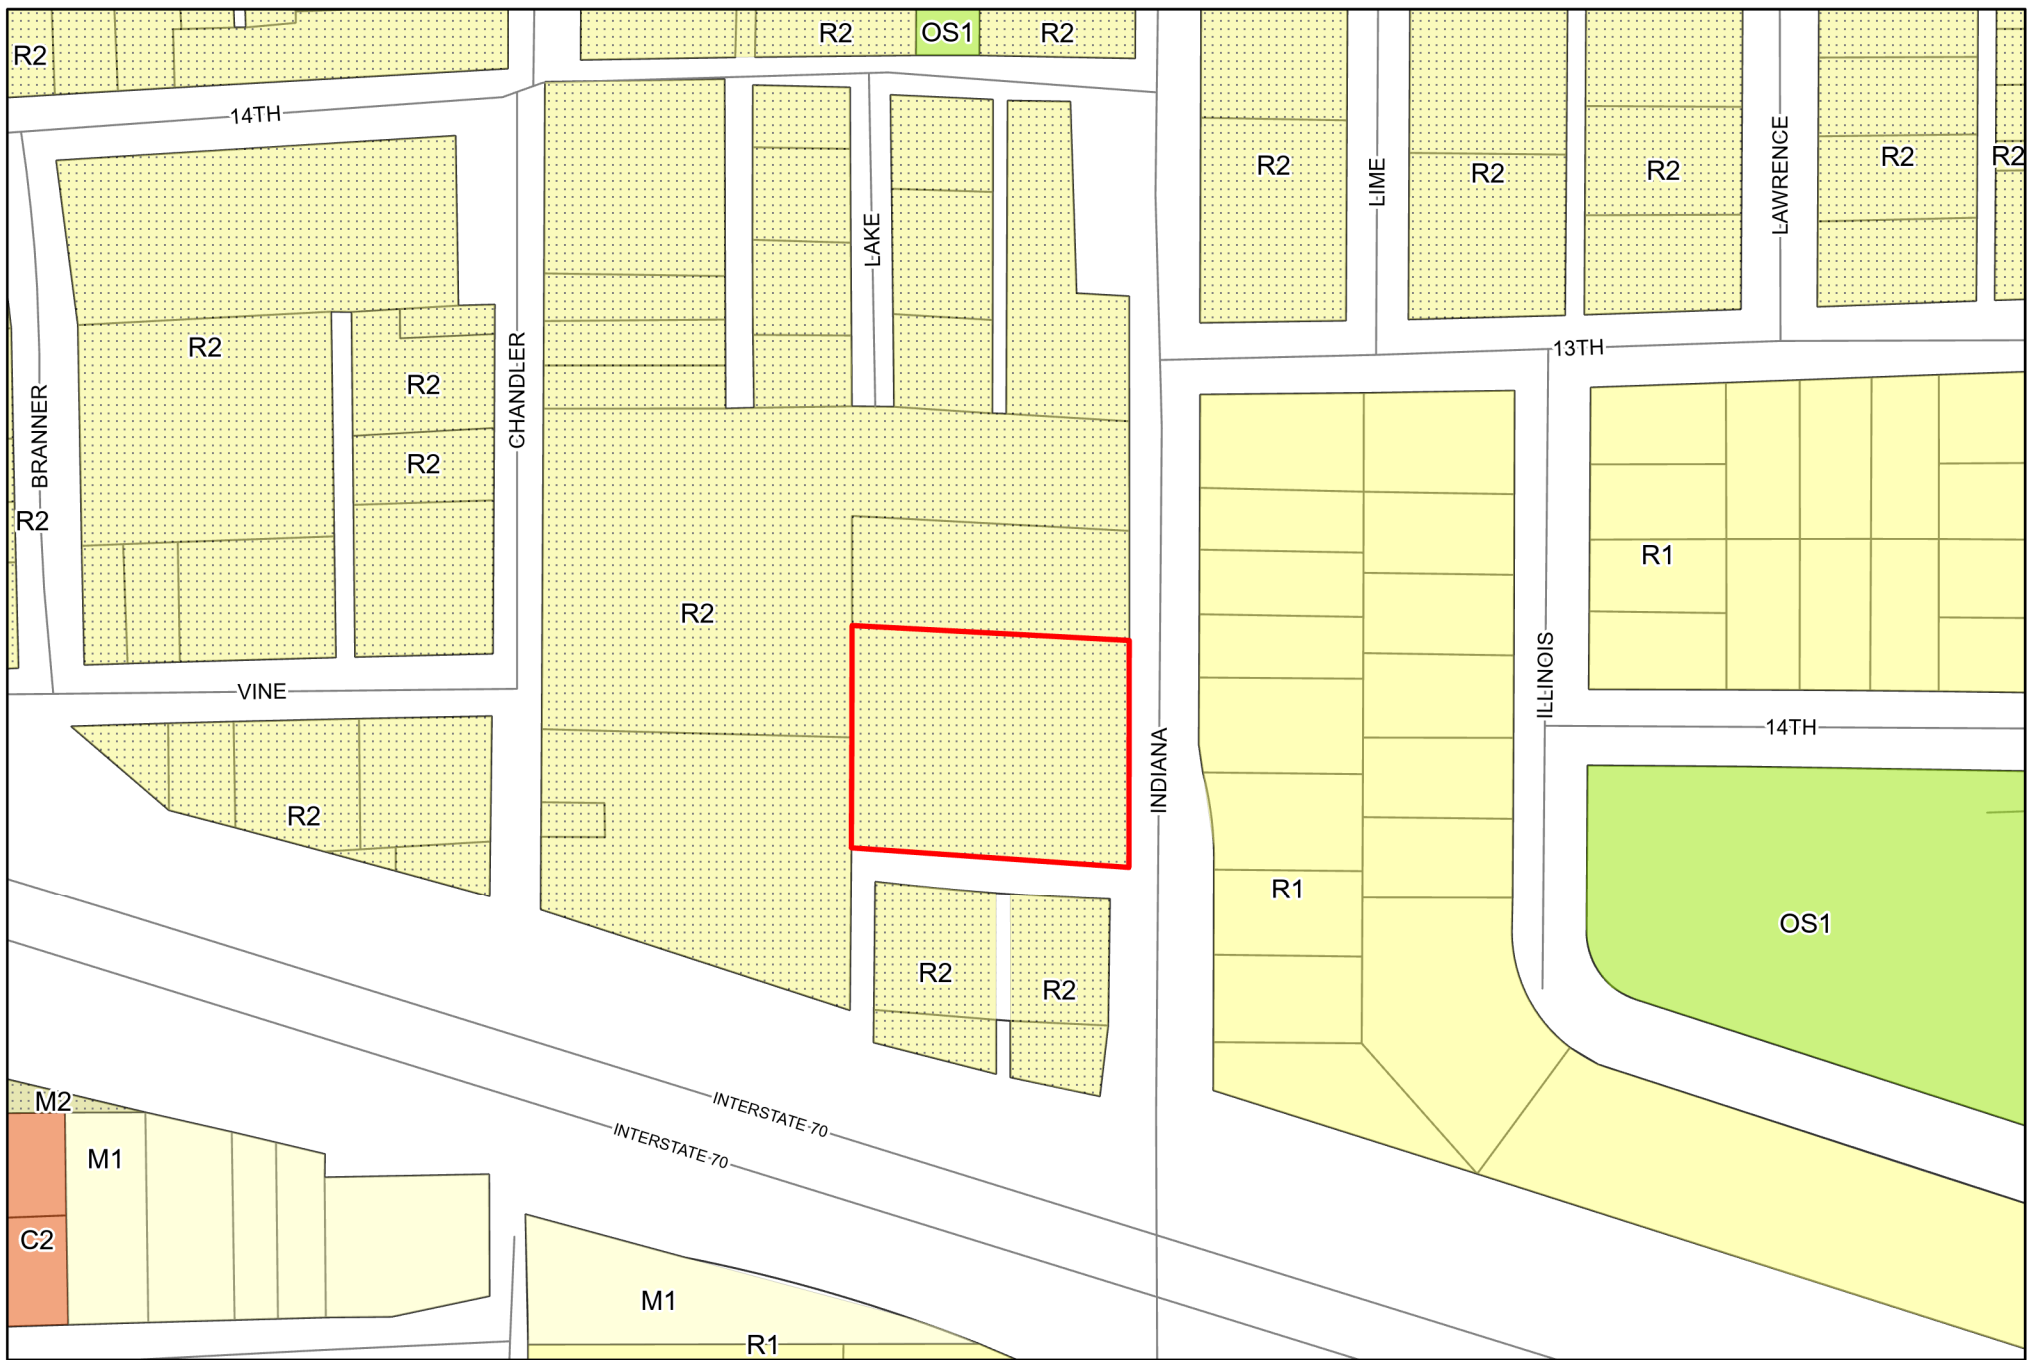 R2
OS1
R2
R2
14TH
LIME
LAWRENCE
R2
R2
R2
R2
R2
LAKE
13TH
R2
CHANDLER
R2
BRANNER
R2
R2
R1
R2
ILLINOIS
VINE
14TH
INDIANA
R2
R1
OS1
R2
R2
INTERSTATE 70
INTERSTATE 70
M2
M1
C2
M1
R1